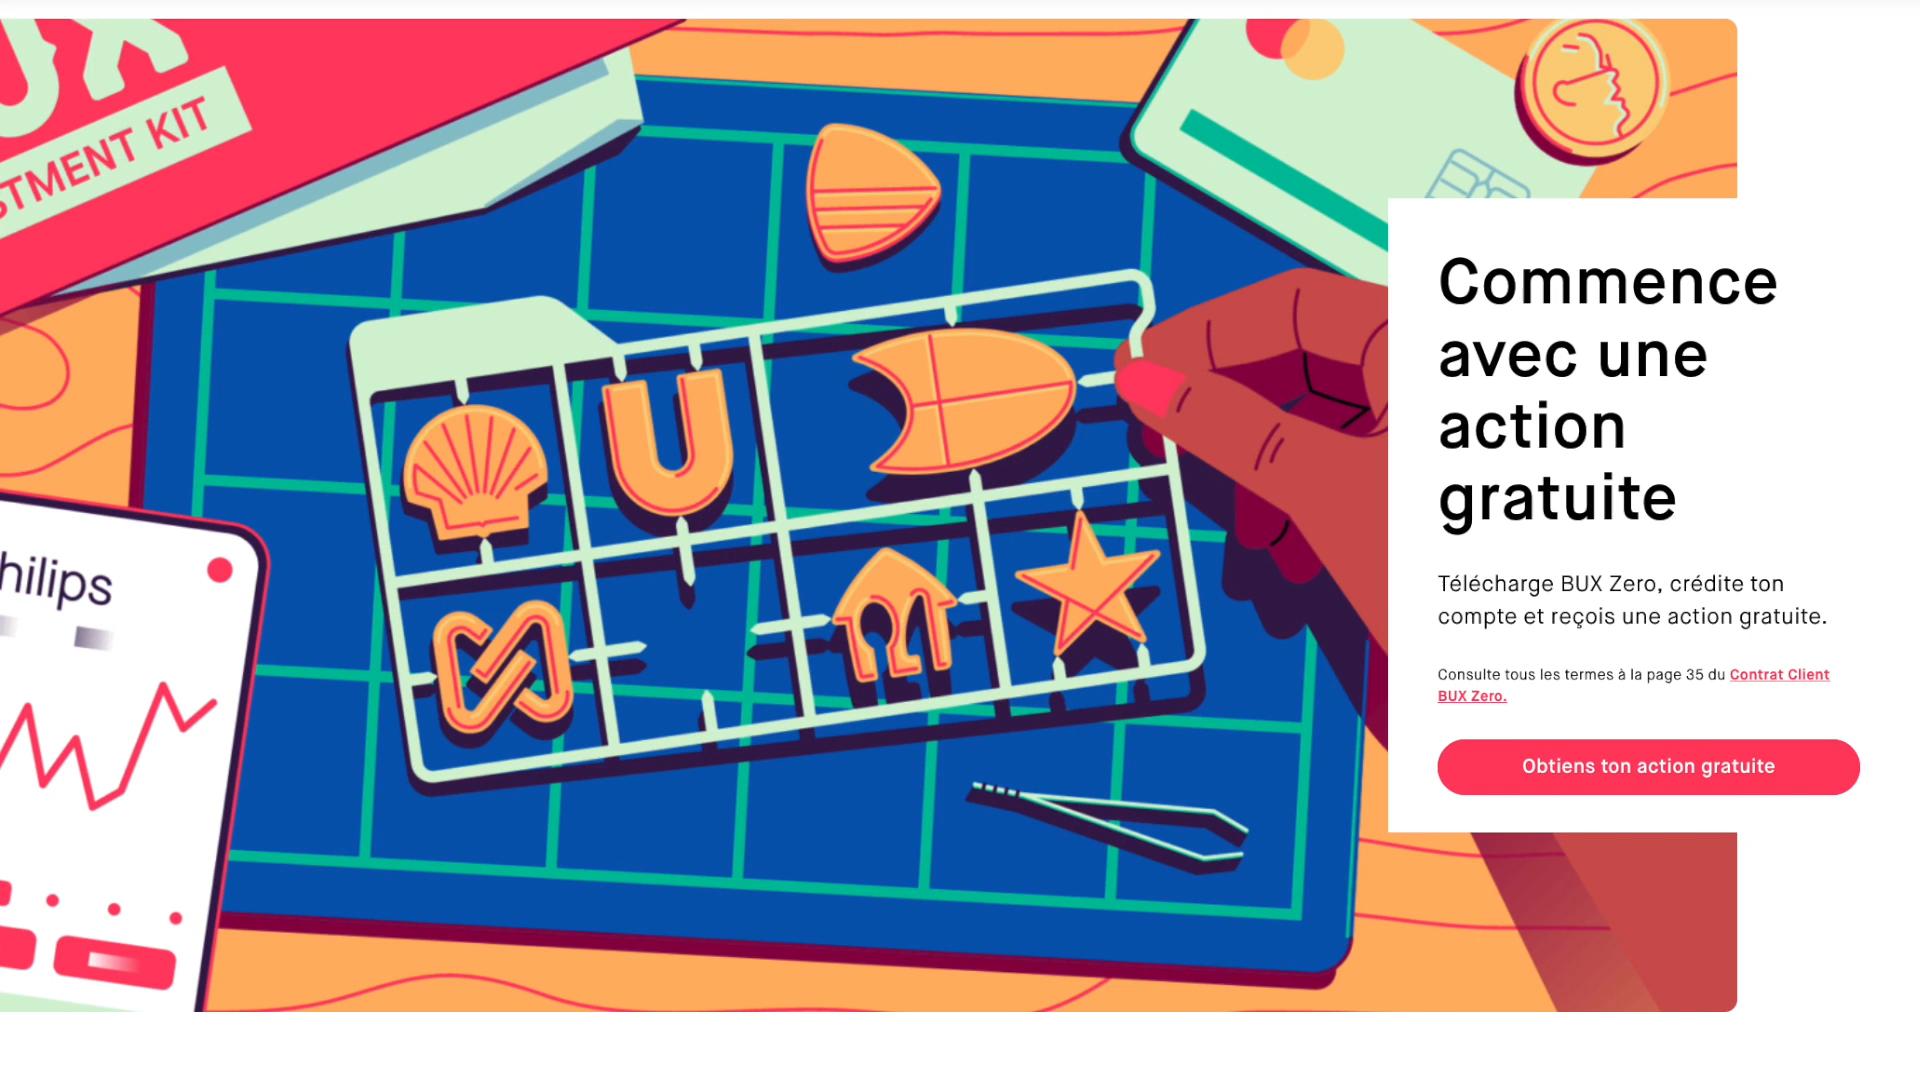 UX
STMENT KIT
hilips
Commence
avec une
action
gratuite
Télécharge BUX Zero, crédite ton
compte et reçois une action gratuite.
Consulte tous les termes à la page 35 du Contrat Client
BUX Zero.
Obtiens ton action gratuite